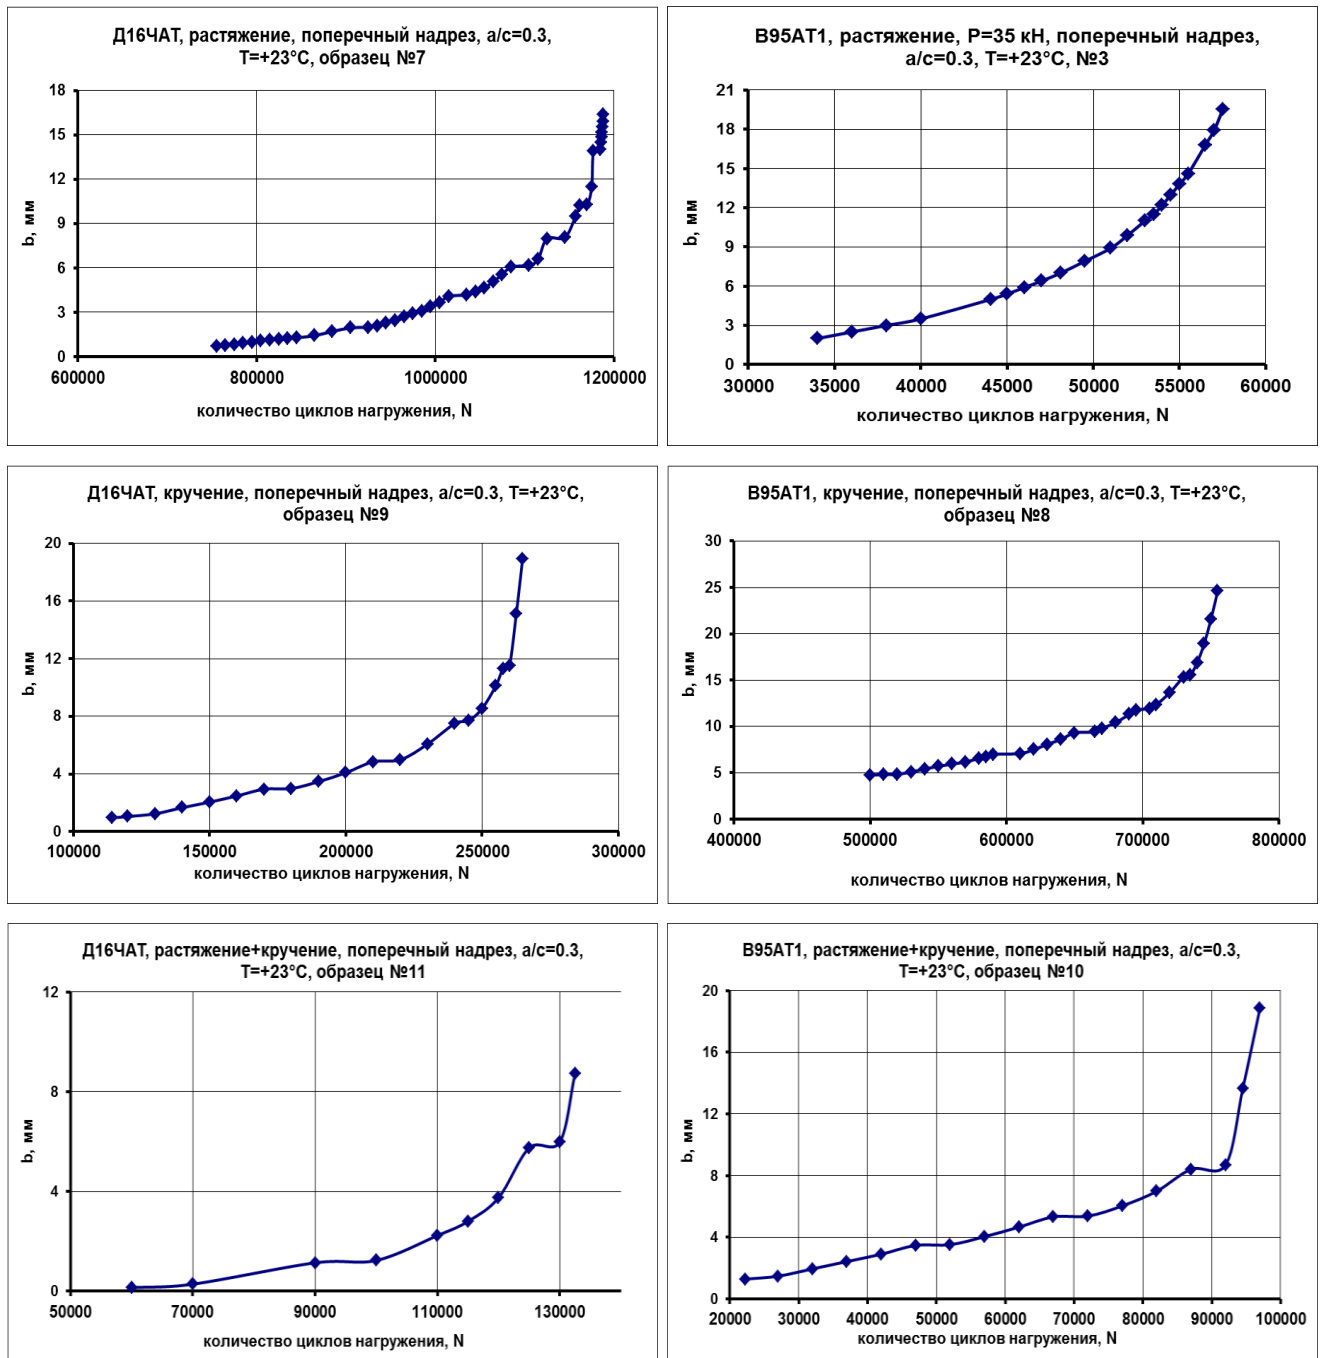 Д16ЧАТ, растяжение, поперечный надрез, a/c=0.3,
T=+23°C, образец №7
18
15
12
9
6
3
0
b, мм
600000 800000 1000000 1200000
количество циклов нагружения, N
В95АТ1, растяжение, P=35 кН, поперечный надрез,
a/c=0.3, T=+23°C, №3
21
18
15
12
9
6
3
0
b, мм
30000 35000 40000 45000 50000 55000 60000
количество циклов нагружения, N
Д16ЧАТ, кручение, поперечный надрез, a/c=0.3, T=+23°C,
образец №9
20
16
12
8
4
0
b, мм
100000 150000 200000 250000 300000
количество циклов нагружения, N
В95АТ1, кручение, поперечный надрез, a/c=0.3, T=+23°C,
образец №8
30
25
20
15
10
5
0
b, мм
400000 500000 600000 700000 800000
количество циклов нагружения, N
Д16ЧАТ, растяжение+кручение, поперечный надрез, a/c=0.3,
T=+23°C, образец №11
12
8
4
0
b, мм
50000 70000 90000 110000 130000
количество циклов нагружения, N
В95АТ1, растяжение+кручение, поперечный надрез, a/c=0.3,
T=+23°C, образец №10
20
16
12
8
4
0
b, мм
20000 30000 40000 50000 60000 70000 80000 90000 100000
количество циклов нагружения, N